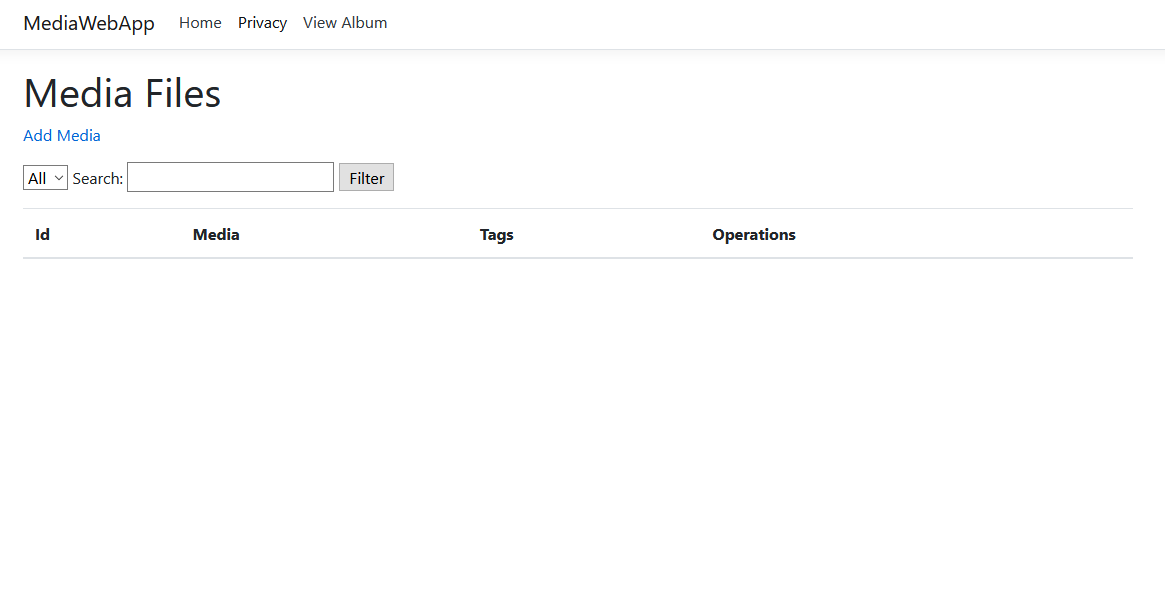 MediaWebApp Home Privacy View Album
Media Files
Add Media
All Search: Filter
Id Media Tags Operations